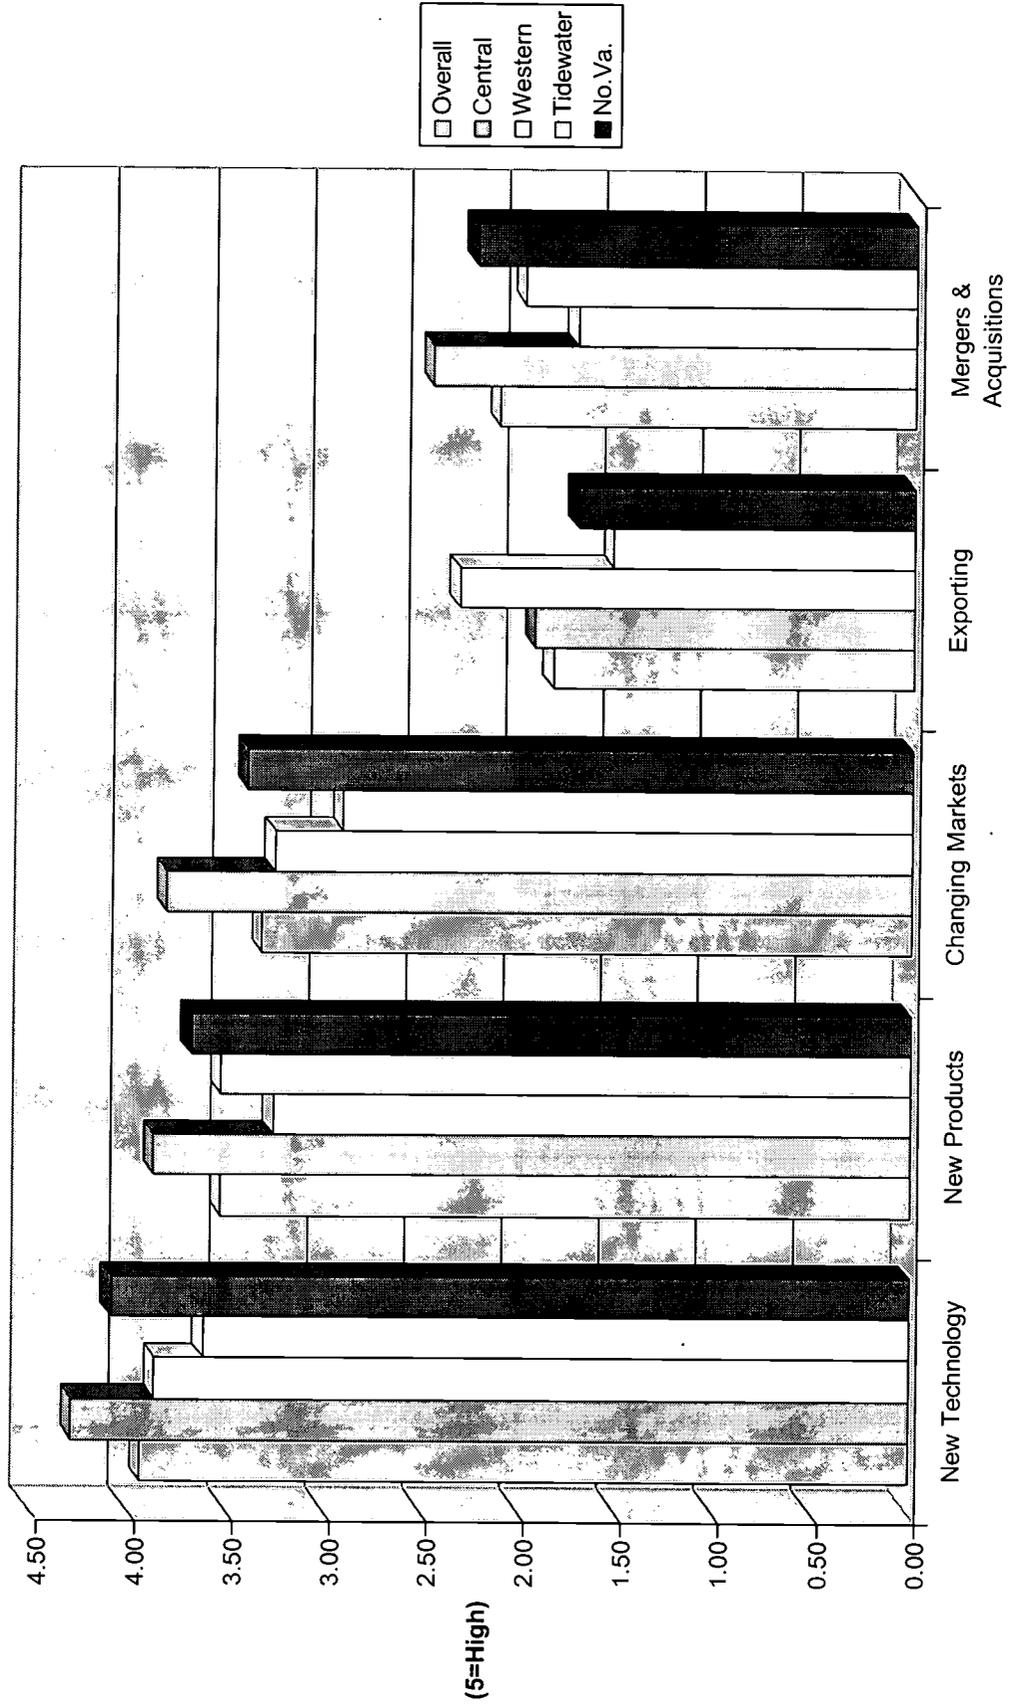 (5=High)
4.50
4.00
3.50
3.00
2.50
2.00
1.50
1.00
0.50
0.00
New Technology
New Products
Changing Markets
Exporting
Mergers &
Acquisitions
Overall
Central
Western
Tidewater
No.Va.